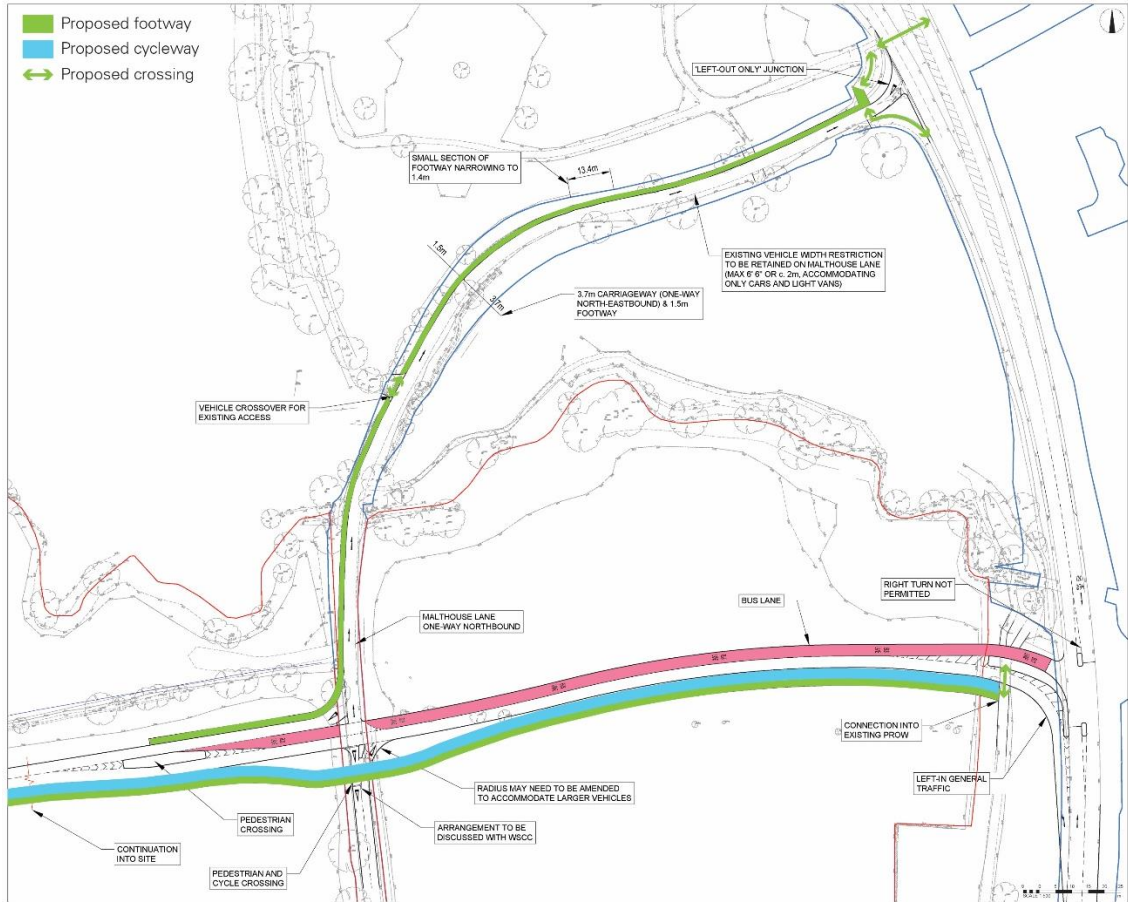 Proposed footway
Proposed cycleway
Proposed crossing
'LEFT-OUT ONLY' JUNCTION
SMALL SECTION OF
FOOTWAY NARROWING TO
1.4m
13.4m
1.5m
3.7m
EXISTING VEHICLE WIDTH RESTRICTION
TO BE RETAINED ON MALTHOUSE LANE
(MAX 6' 6" OR c. 2m, ACCOMMODATING
ONLY CARS AND LIGHT VANS)
3.7m CARRIAGEWAY (ONE-WAY
NORTH-EASTBOUND) & 1.5m
FOOTWAY
VEHICLE CROSSOVER FOR
EXISTING ACCESS
RIGHT TURN NOT
PERMITTED
BUS LANE
MALTHOUSE LANE
ONE-WAY NORTHBOUND
CONNECTION INTO
EXISTING PROW
LEFT-IN GENERAL
TRAFFIC
RADIUS MAY NEED TO BE AMENDED
TO ACCOMMODATE LARGER VEHICLES
PEDESTRIAN
CROSSING
ARRANGEMENT TO BE
DISCUSSED WITH WSCC
CONTINUATION
INTO SITE
PEDESTRIAN AND
CYCLE CROSSING